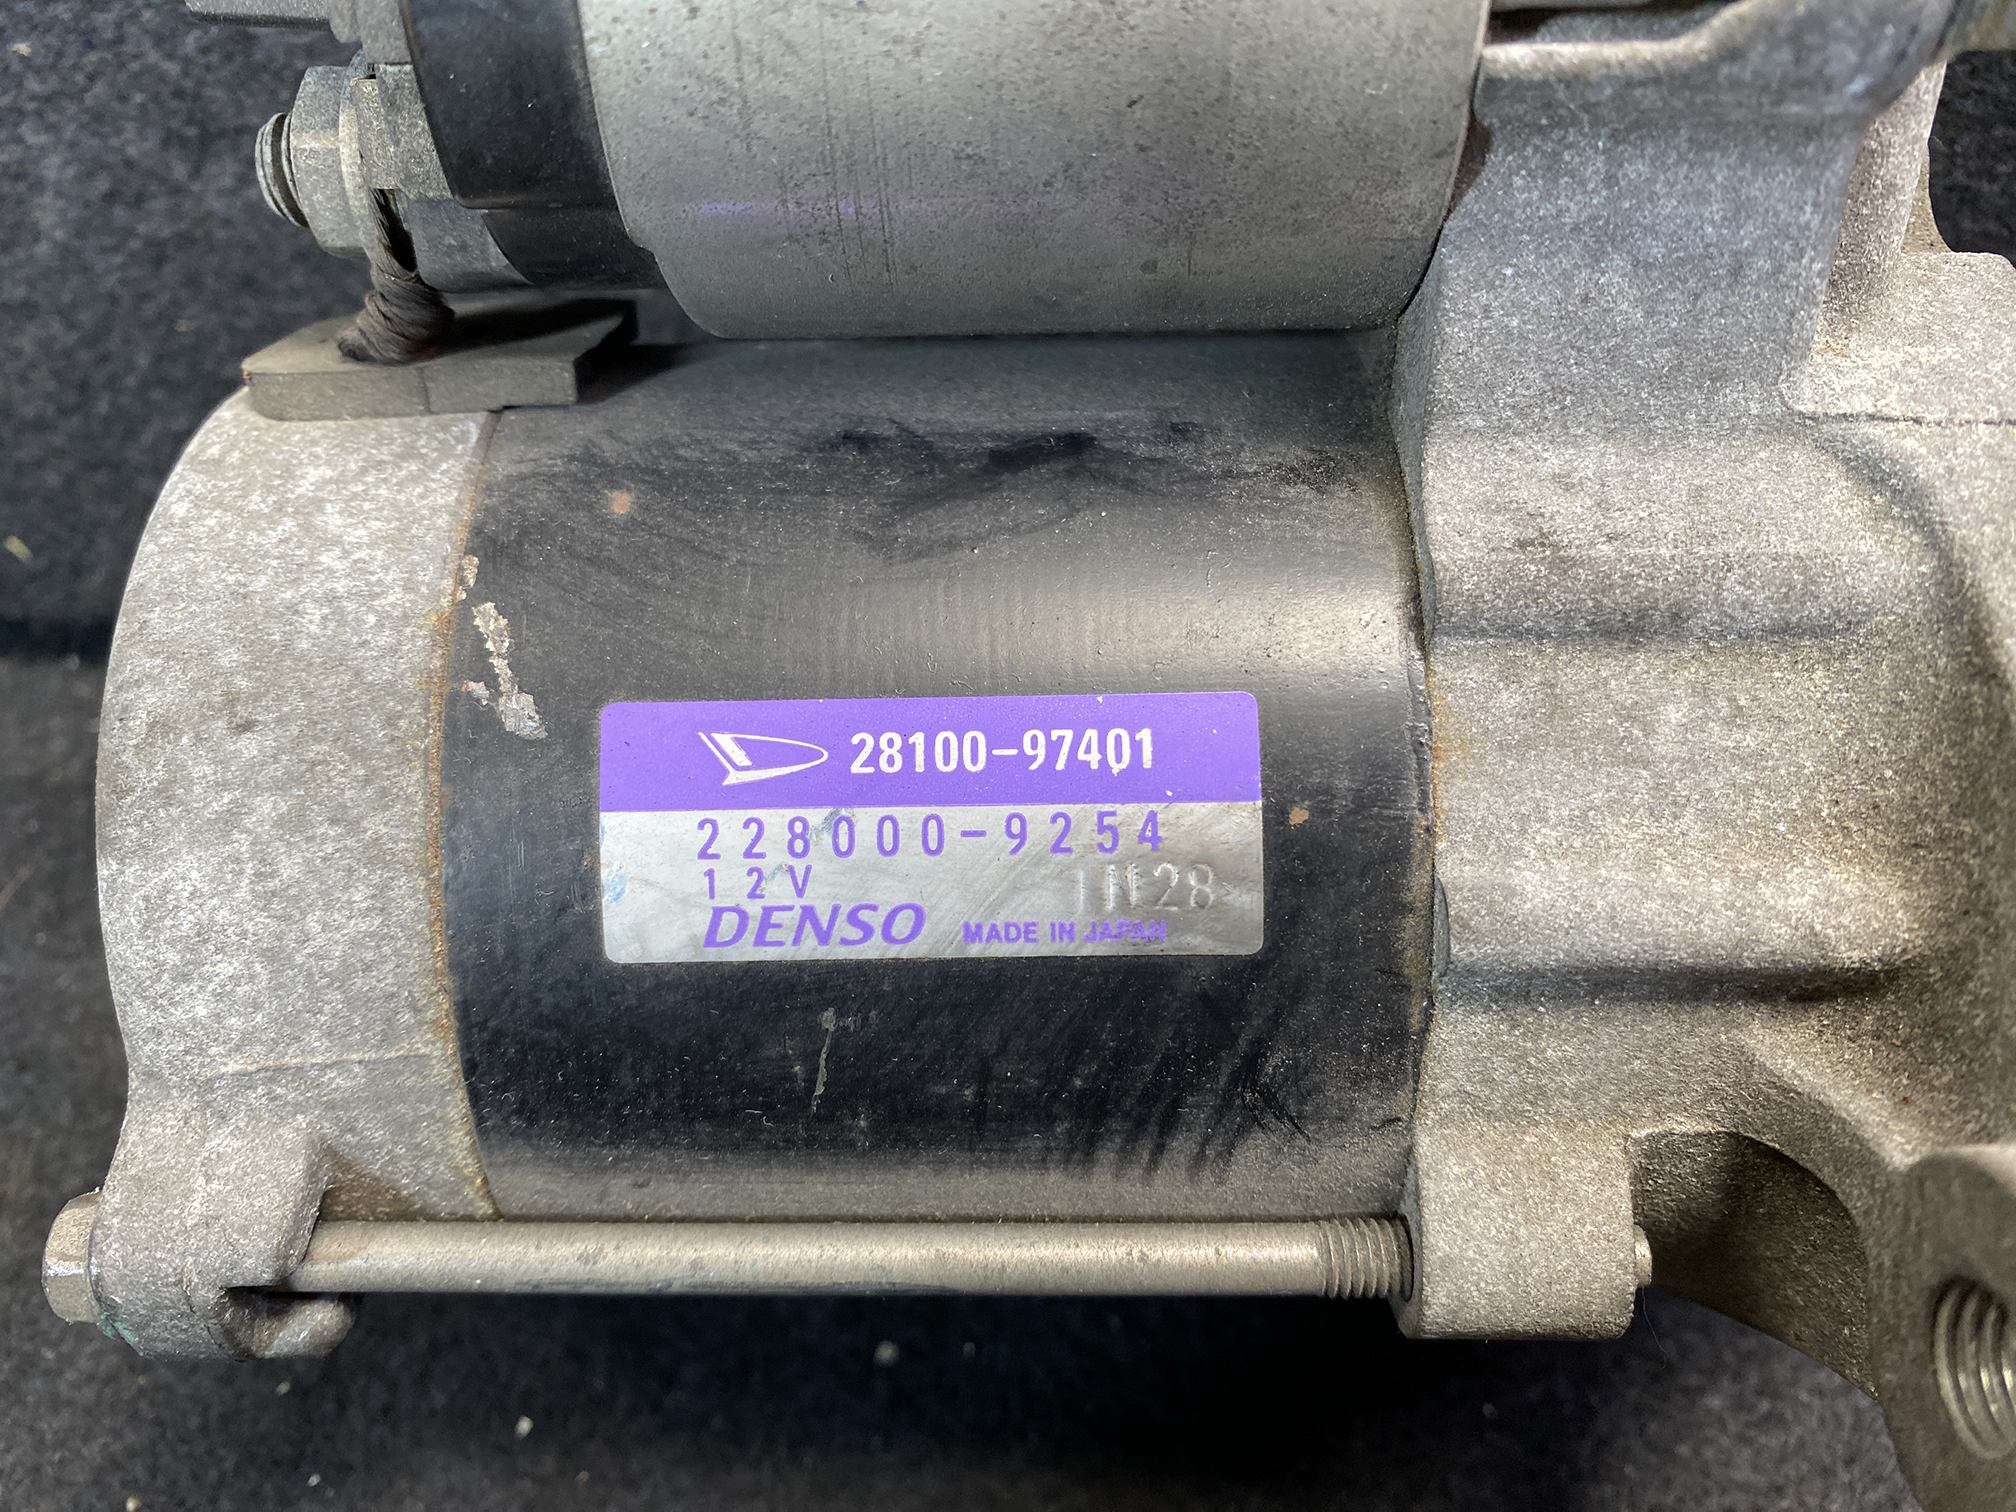 28100-97401
228000-9254
12V
DENSO MADE IN JAPAN